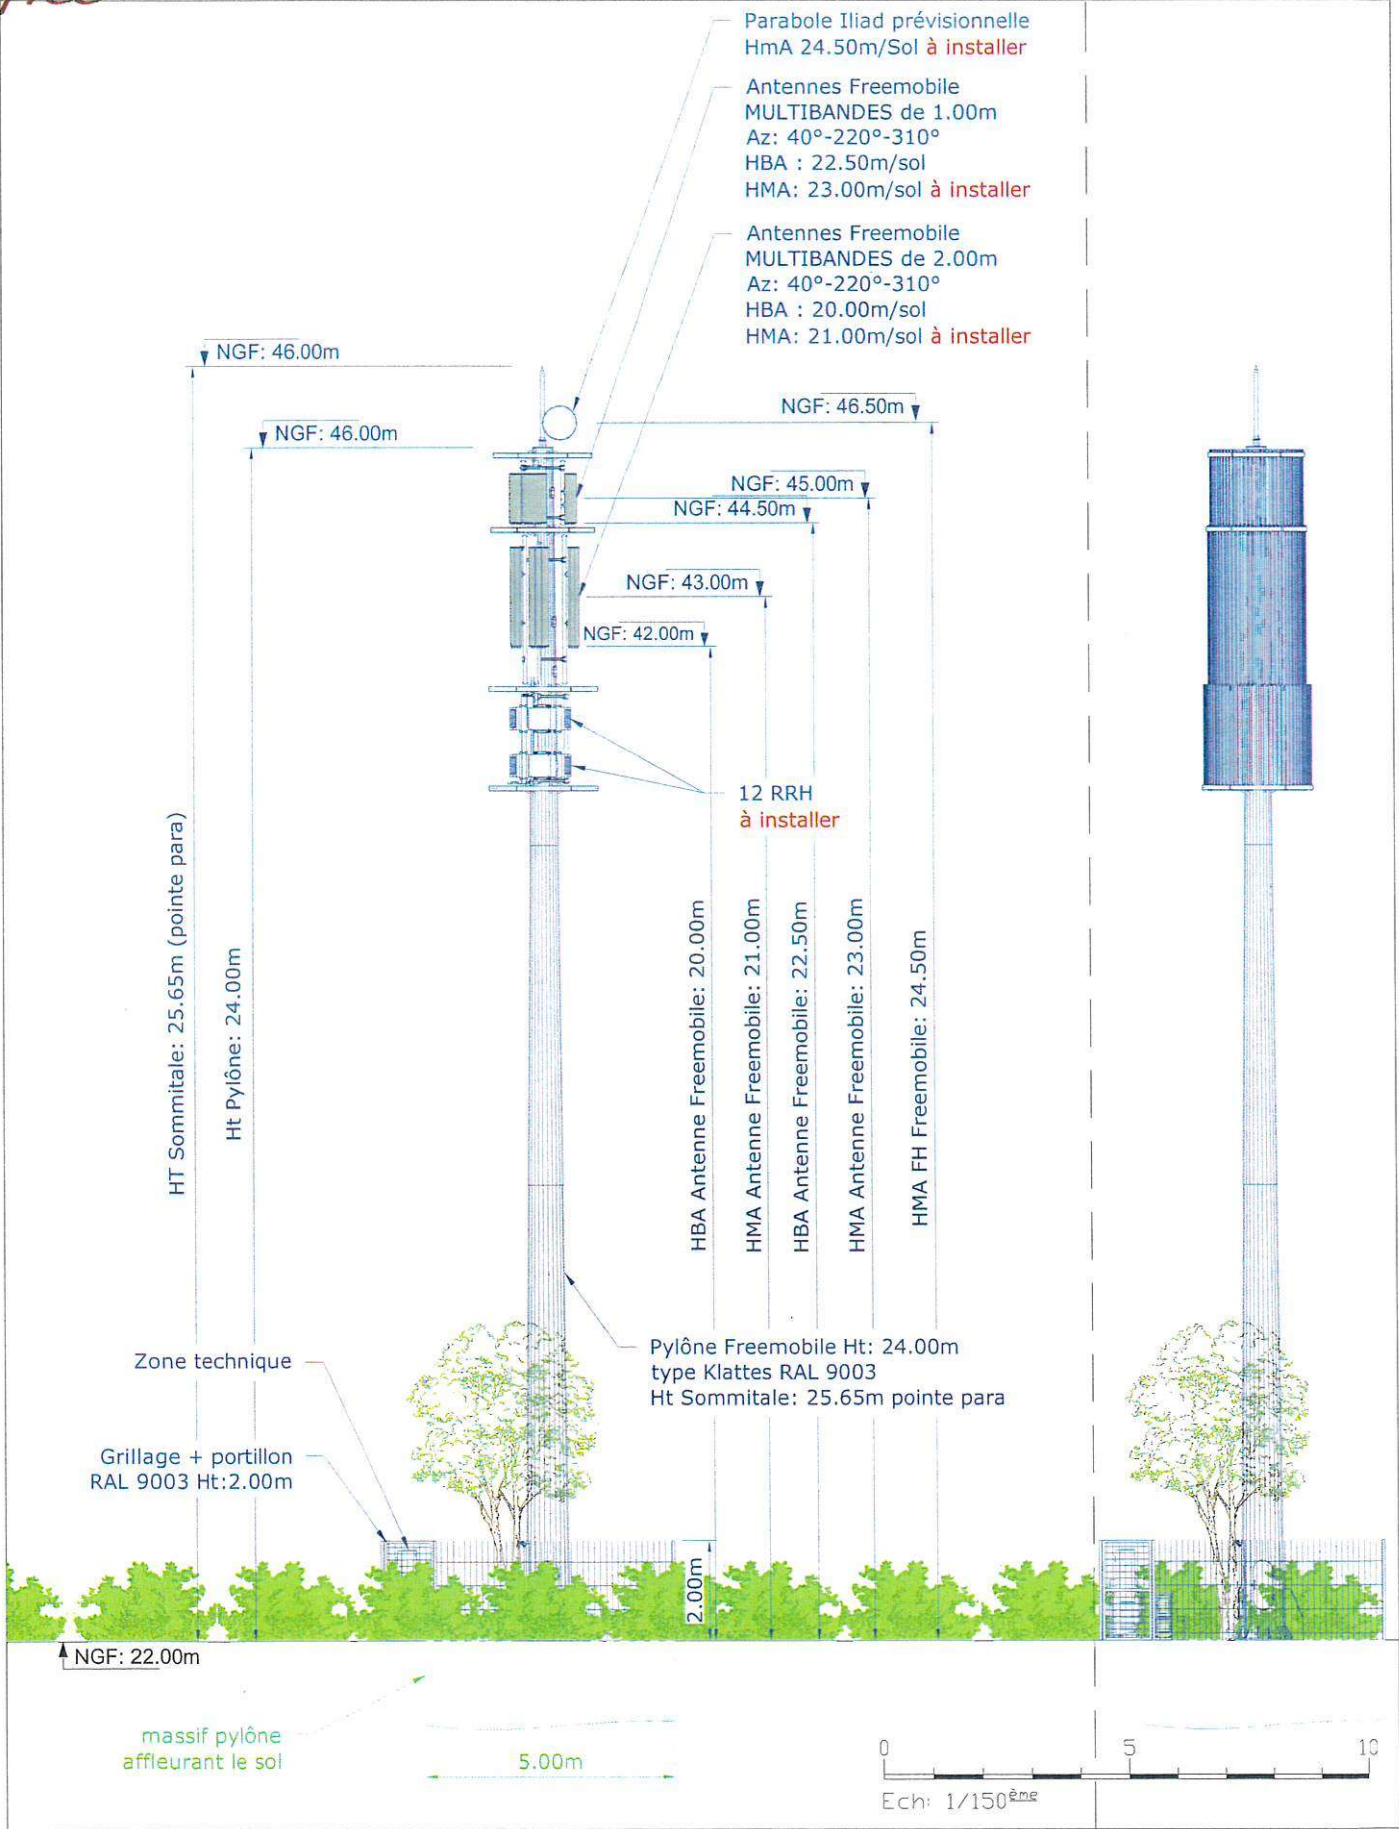 Parabole Iliad prévisionnelle
HmA 24.50m/Sol à installer
Antennes Freemobile
MULTIBANDES de 1.00m
Az: 40°-220°-310°
HBA : 22.50m/sol
HMA: 23.00m/sol à installer
Antennes Freemobile
MULTIBANDES de 2.00m
Az: 40°-220°-310°
HBA : 20.00m/sol
HMA: 21.00m/sol à installer
NGF: 46.00m
NGF: 46.00m
NGF: 46.50m
NGF: 45.00m
NGF: 44.50m
NGF: 43.00m
NGF: 42.00m
12 RRH
à installer
HT Sommitale: 25.65m (pointe para)
Ht Pylône: 24.00m
HBA Antenne Freemobile: 20.00m
HMA Antenne Freemobile: 21.00m
HBA Antenne Freemobile: 22.50m
HMA Antenne Freemobile: 23.00m
HMA FH Freemobile: 24.50m
Pylône Freemobile Ht: 24.00m
type Klattes RAL 9003
Ht Sommitale: 25.65m pointe para
Zone technique
Grillage + portillon
RAL 9003 Ht:2.00m
2.00m
NGF: 22.00m
massif pylône
affleurant le sol
5.00m
0 5 10
Ech: 1/150ème